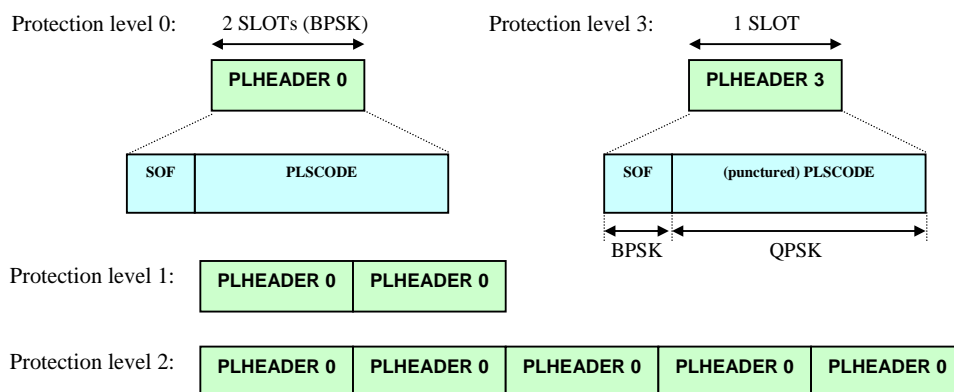 Protection level 0: 2 SLOTs (BPSK)
PLHEADER 0
SOF PLSCODE
Protection level 3: 1 SLOT
PLHEADER 3
SOF (punctured) PLSCODE
BPSK QPSK
Protection level 1: PLHEADER 0 PLHEADER 0
Protection level 2: PLHEADER 0 PLHEADER 0 PLHEADER 0 PLHEADER 0 PLHEADER 0